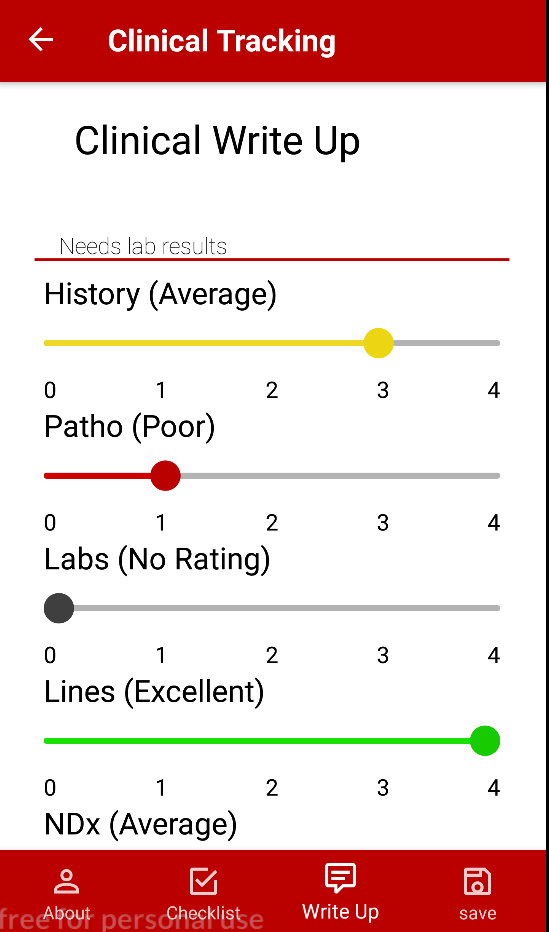 Clinical Tracking
Clinical Write Up
Needs lab results
History (Average)
0 1 2 3 4
Patho (Poor)
0 1 2 3 4
Labs (No Rating)
0 1 2 3 4
Lines (Excellent)
0 1 2 3 4
NDx (Average)
About Checklist Write Up save
free for personal use